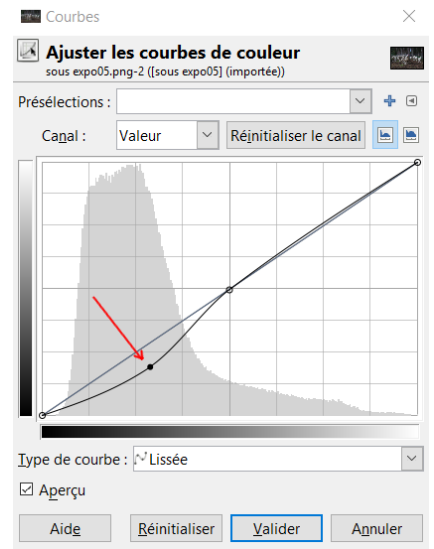 Courbes
Ajuster les courbes de couleur
sous expo05.png-2 ([sous expo05] (importée))
Présélections :
Canal : Valeur Réinitialiser le canal
Type de courbe : Lissée
Aperçu
Aide Réinitialiser Valider Annuler